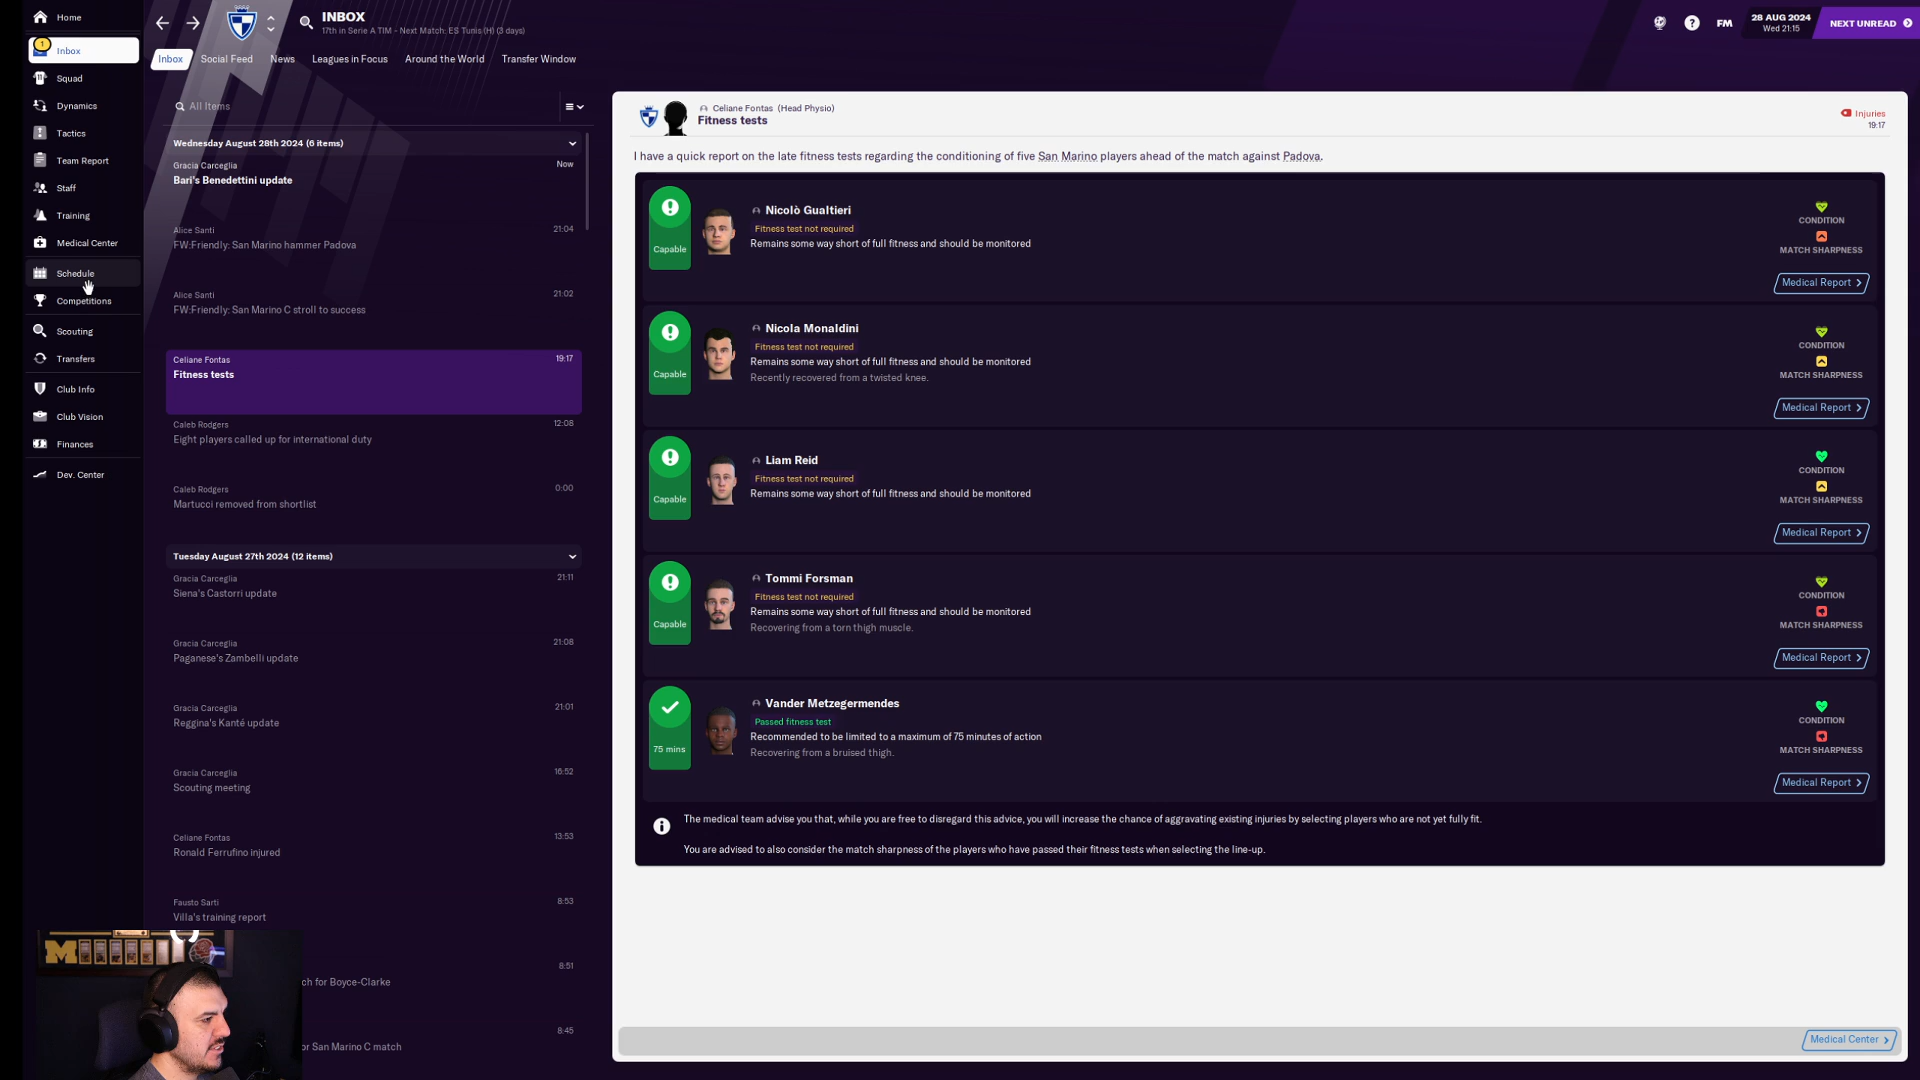 Home
Inbox
1
Squad
Dynamics
Tactics
Team Report
Staff
Training
Medical Center
Schedule
Competitions
Scouting
Transfers
Club Info
Club Vision
Finances
Dev. Center
INBOX
17th in Serie A TIM - Next Match: ES Tunis (H) (3 days)
FM
28 AUG 2024
Wed 21:15
NEXT UNREAD
Inbox
Social Feed
News
Leagues in Focus
Around the World
Transfer Window
All Items
Wednesday August 28th 2024 (6 items)
Gracia Carceglia Now
Bari's Benedettini update
Alice Santi 21:04
FW:Friendly: San Marino hammer Padova
Alice Santi 21:02
FW:Friendly: San Marino C stroll to success
Celiane Fontas 19:17
Fitness tests
Caleb Rodgers 12:08
Eight players called up for international duty
Caleb Rodgers 0:00
Martucci removed from shortlist
Tuesday August 27th 2024 (12 items)
Gracia Carceglia 21:11
Siena's Castorri update
Gracia Carceglia 21:08
Paganese's Zambelli update
Gracia Carceglia 21:01
Reggina's Kanté update
Gracia Carceglia 16:52
Scouting meeting
Celiane Fontas 13:53
Ronald Ferrufino injured
Fausto Sarti 8:53
Villa's training report
8:51
ch for Boyce-Clarke
8:45
or San Marino C match
M
Celiane Fontas (Head Physio)
Fitness tests
Injuries
19:17
I have a quick report on the late fitness tests regarding the conditioning of five San Marino players ahead of the match against Padova.
Capable
Nicolò Gualtieri
Fitness test not required
Remains some way short of full fitness and should be monitored
CONDITION
MATCH SHARPNESS
Medical Report
Capable
Nicola Monaldini
Fitness test not required
Remains some way short of full fitness and should be monitored
Recently recovered from a twisted knee.
CONDITION
MATCH SHARPNESS
Medical Report
Capable
Liam Reid
Fitness test not required
Remains some way short of full fitness and should be monitored
CONDITION
MATCH SHARPNESS
Medical Report
Capable
Tommi Forsman
Fitness test not required
Remains some way short of full fitness and should be monitored
Recovering from a torn thigh muscle.
CONDITION
MATCH SHARPNESS
Medical Report
75 mins
Vander Metzegermendes
Passed fitness test
Recommended to be limited to a maximum of 75 minutes of action
Recovering from a bruised thigh.
CONDITION
MATCH SHARPNESS
Medical Report
The medical team advise you that, while you are free to disregard this advice, you will increase the chance of aggravating existing injuries by selecting players who are not yet fully fit.
You are advised to also consider the match sharpness of the players who have passed their fitness tests when selecting the line-up.
Medical Center